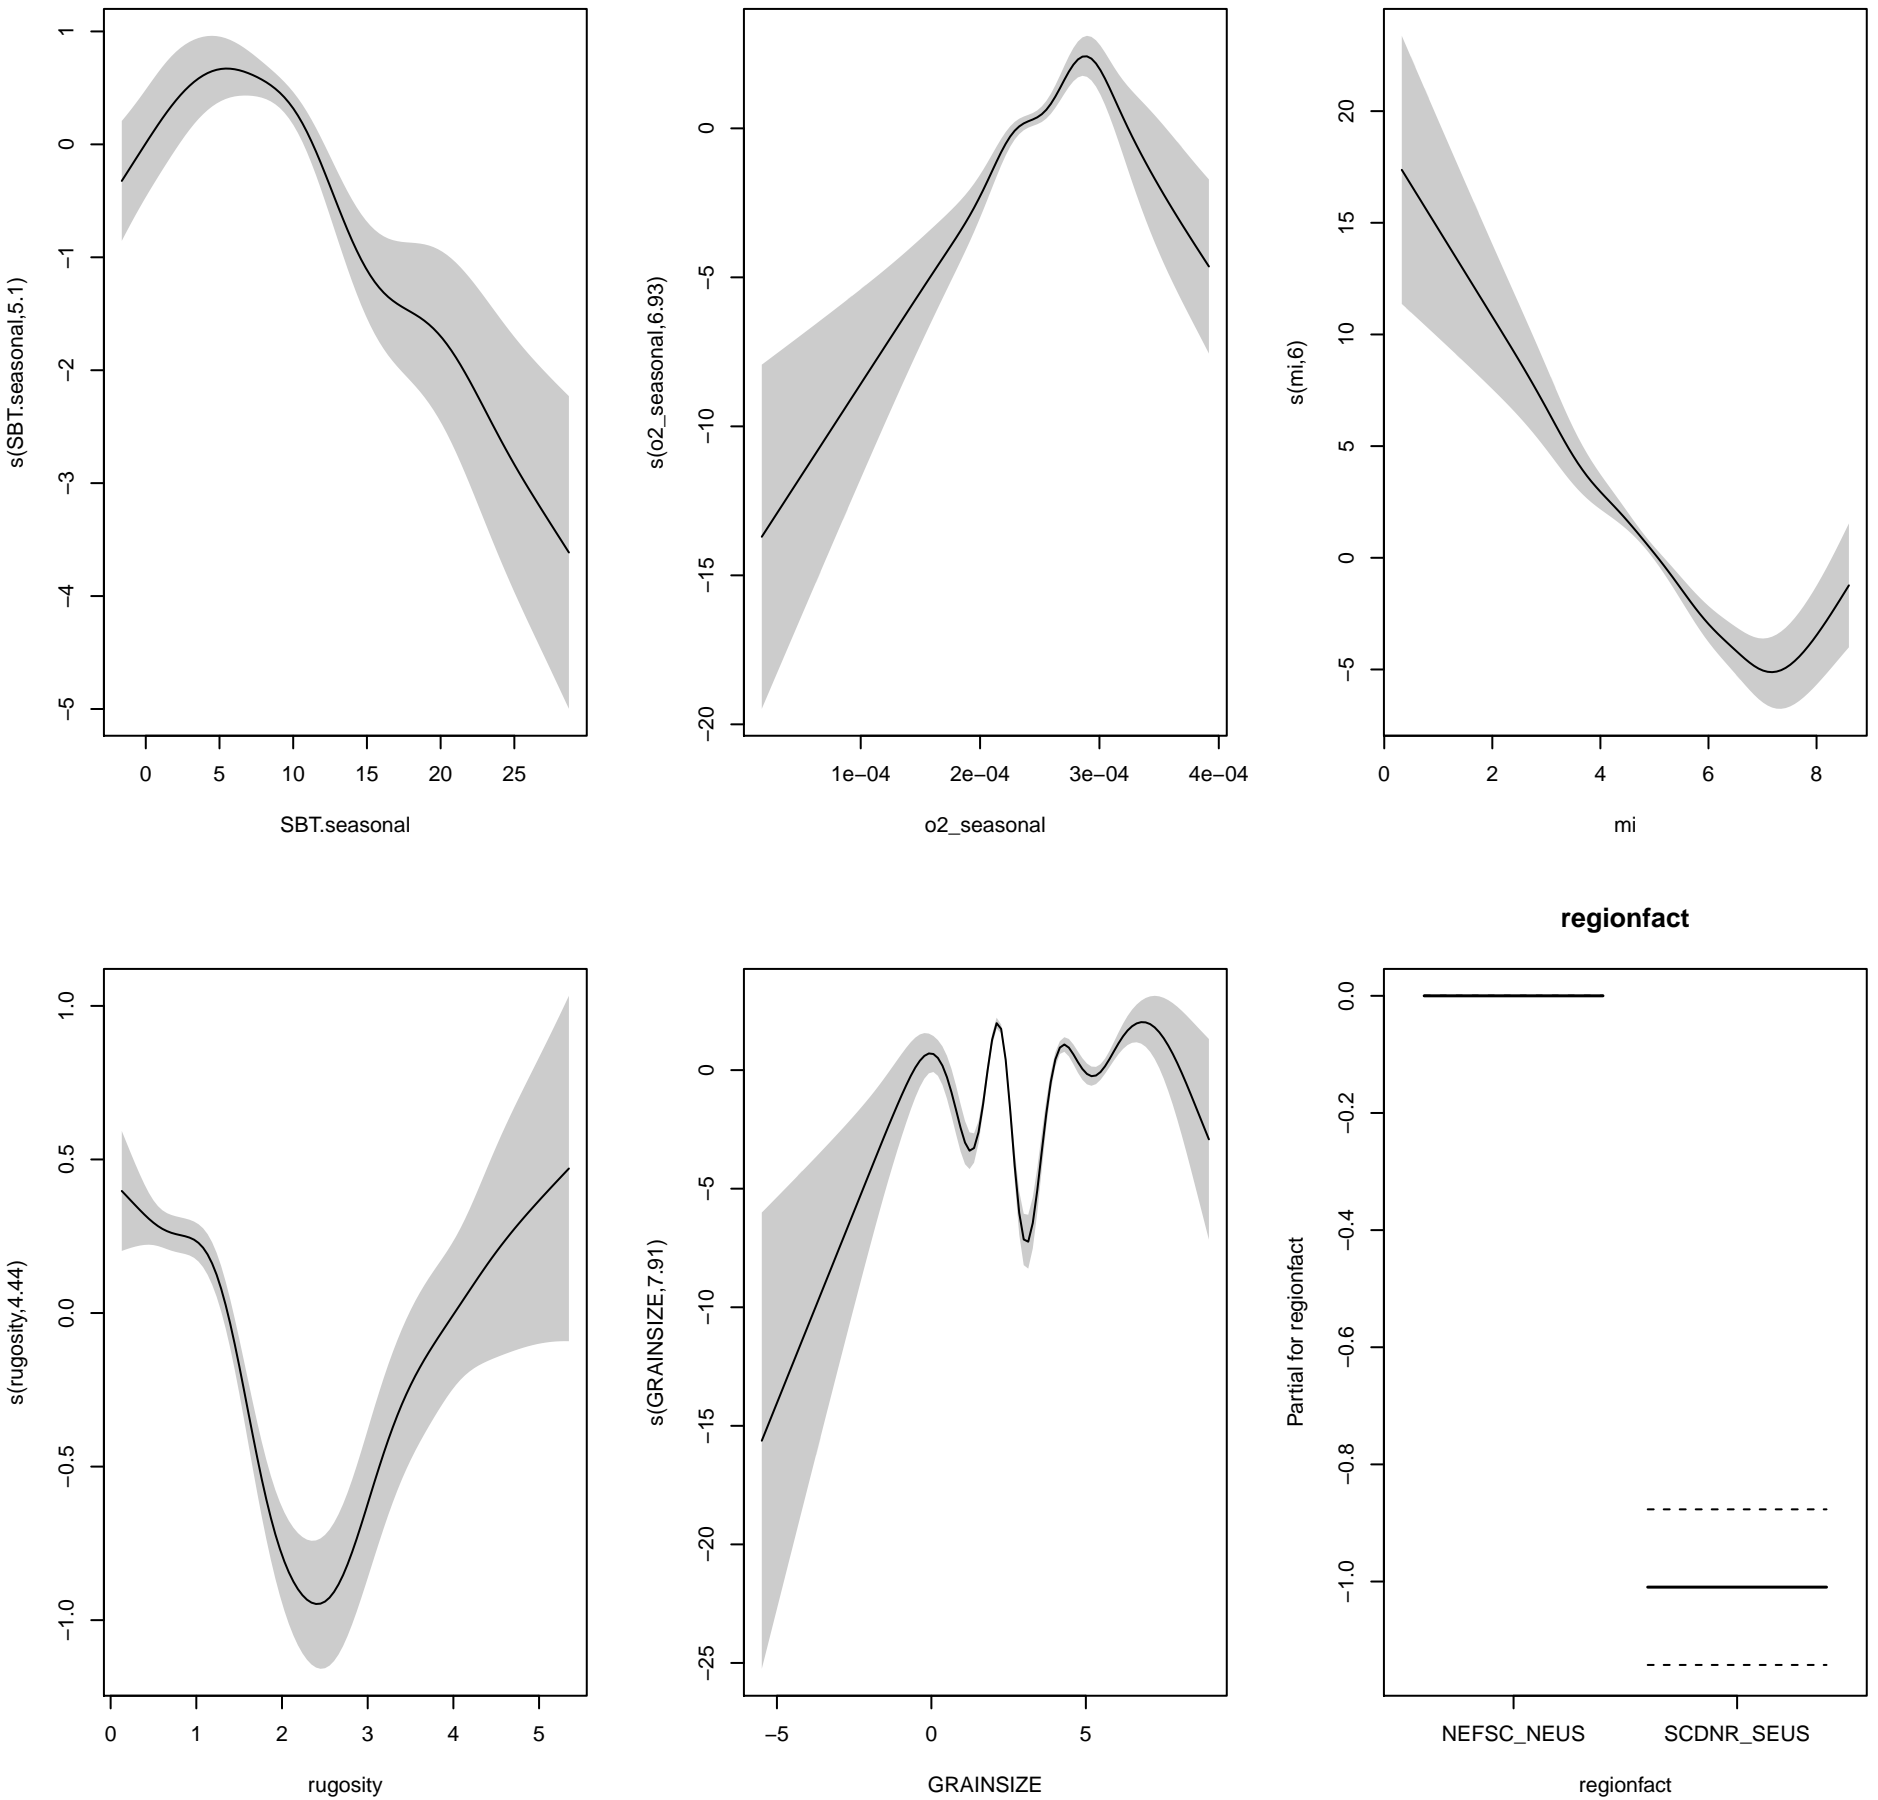 s(SBT.seasonal,5.1)
1
0
−1
−2
−3
−4
−5
0 5 10 15 20 25
SBT.seasonal
s(o2_seasonal,6.93)
0
−5
−10
−15
−20
1e−04 2e−04 3e−04 4e−04
o2_seasonal
s(mi,6)
20
15
10
5
0
−5
0 2 4 6 8
mi
s(rugosity,4.44)
1.0
0.5
0.0
−0.5
−1.0
0 1 2 3 4 5
rugosity
s(GRAINSIZE,7.91)
0
−5
−10
−15
−20
−25
−5 0 5
GRAINSIZE
regionfact
Partial for regionfact
0.0
−0.2
−0.4
−0.6
−0.8
−1.0
NEFSC_NEUS SCDNR_SEUS
regionfact